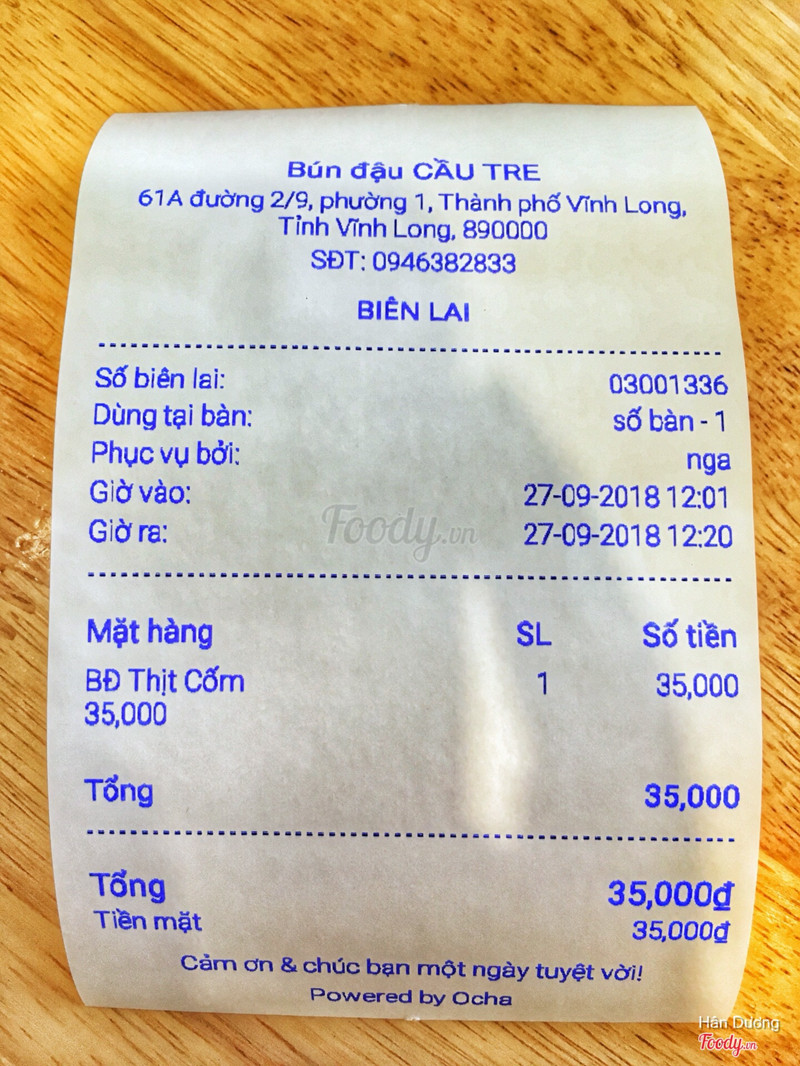 Bún đậu CẦU TRE
61A đường 2/9, phường 1, Thành phố Vĩnh Long,
Tỉnh Vĩnh Long, 890000
SĐT: 0946382833
BIÊN LAI
Số biên lai: 03001336
Dùng tại bàn: số bàn - 1
Phục vụ bởi: nga
Giờ vào: 27-09-2018 12:01
Giờ ra: 27-09-2018 12:20
Foody.vn
Mặt hàng SL Số tiền
BĐ Thịt Cốm 1 35,000
35,000
Tổng 35,000
Tổng 35,000₫
Tiền mặt 35,000₫
Cảm ơn & chúc bạn một ngày tuyệt vời!
Powered by Ocha
Hân Dương
Foody.vn